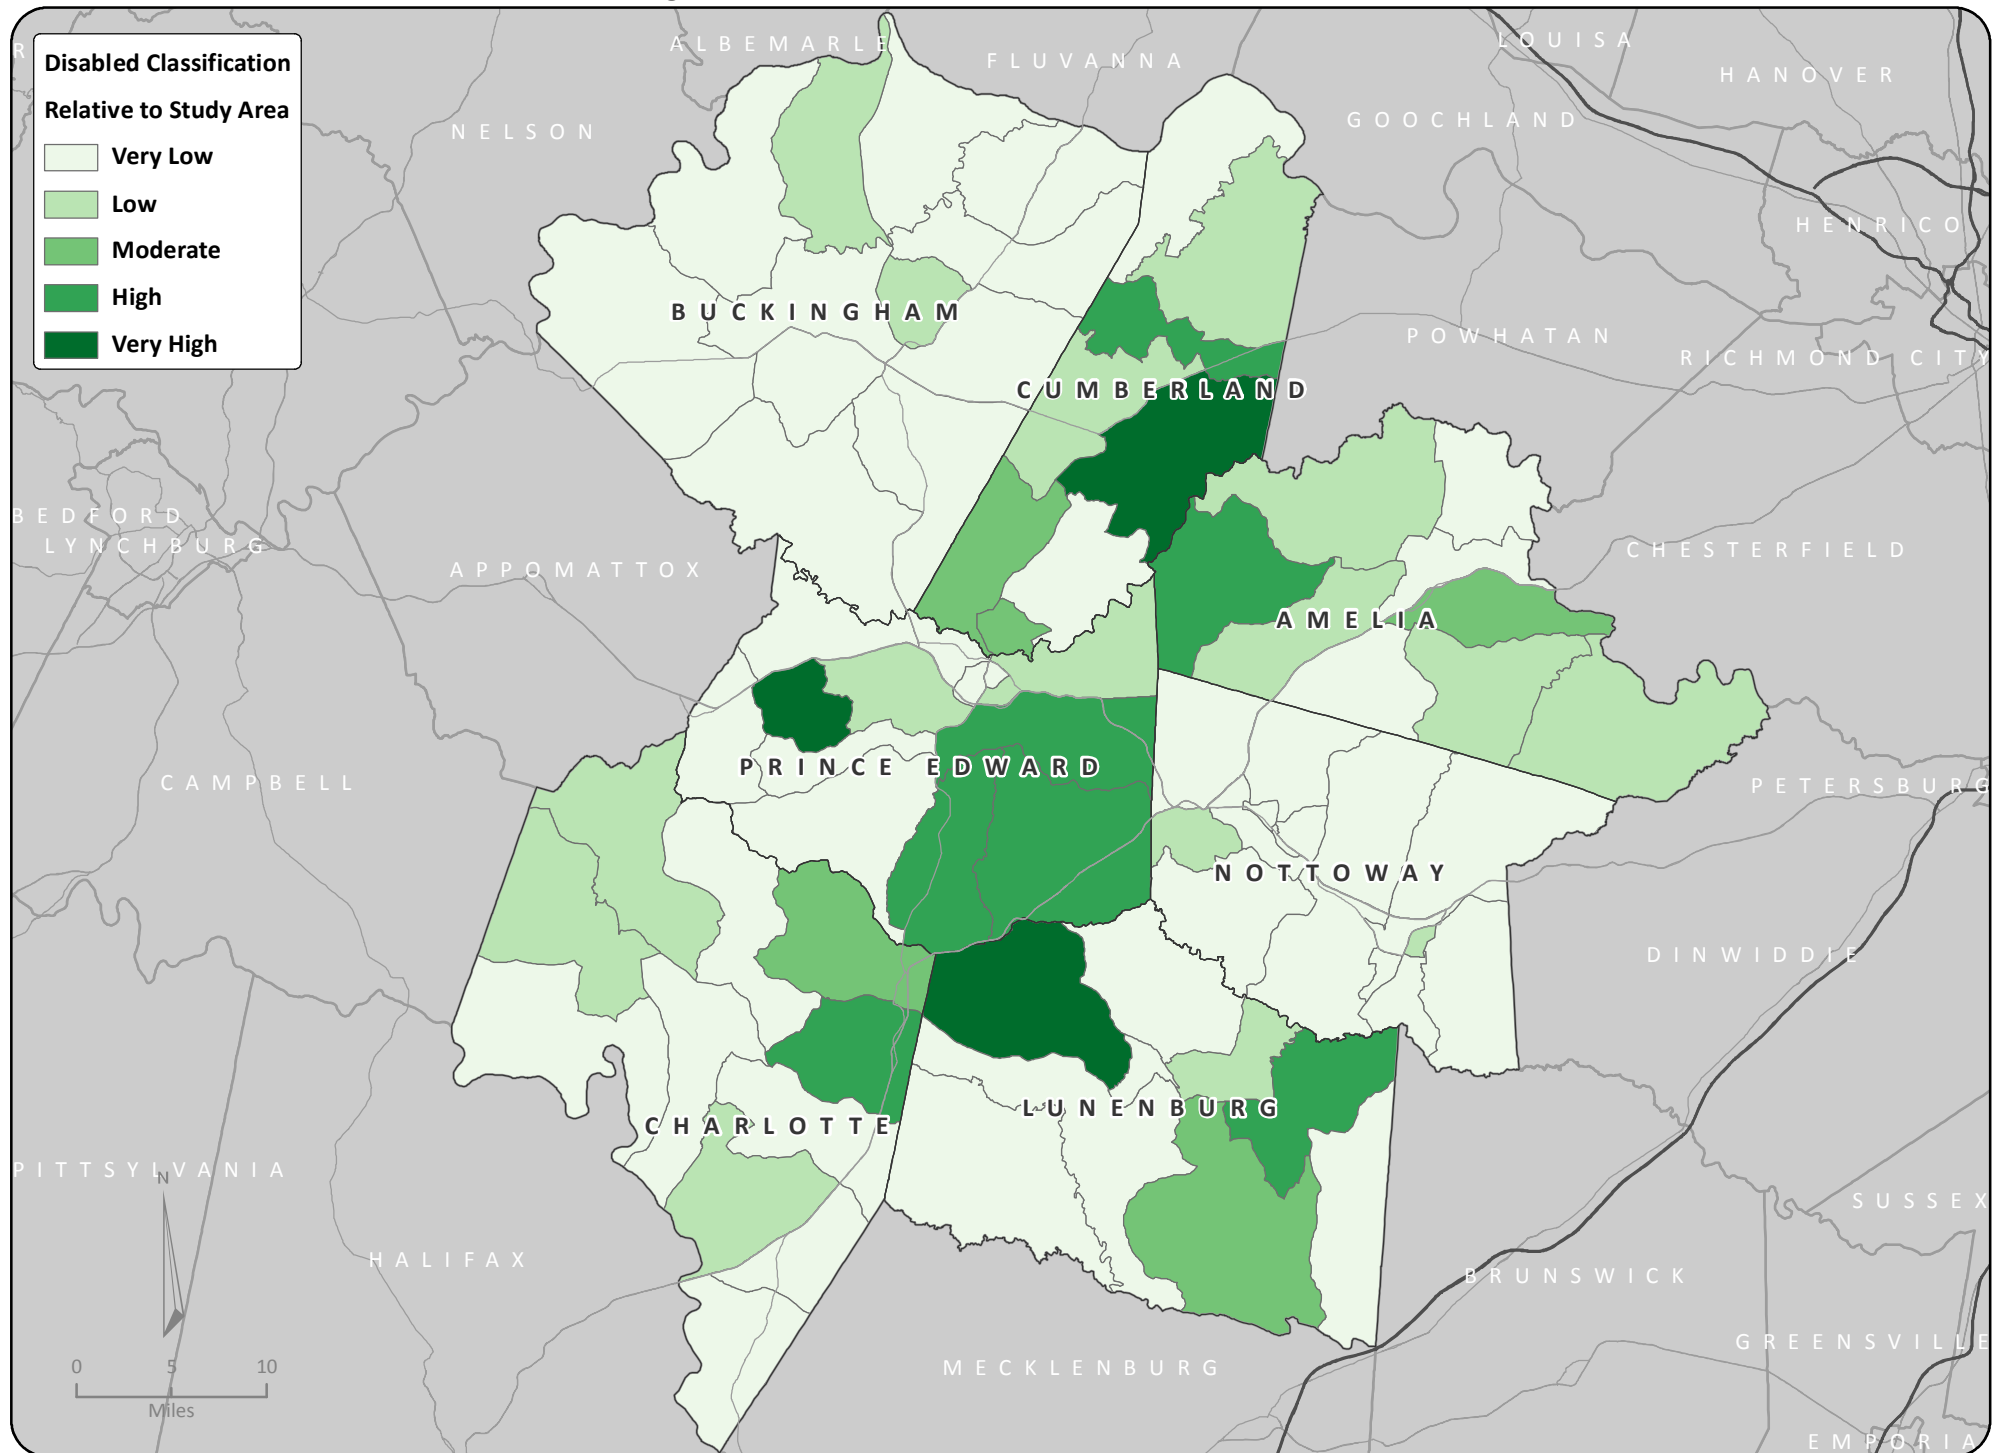 Disabled Classification
Relative to Study Area
Very Low
Low
Moderate
High
Very High
ALBEMARLE
FLUVANNA
LOUISA
HANOVER
NELSON
GOOCHLAND
HENRICO
BUCKINGHAM
POWHATAN
RICHMOND CITY
CUMBERLAND
BEDFORD
LYNCHBURG
APPOMATTOX
CHESTERFIELD
AMELIA
PRINCE EDWARD
CAMPBELL
PETERSBURG
NOTTOWAY
DINWIDDIE
LUNENBURG
CHARLOTTE
PITTSYLVANIA
N
SUSSEX
HALIFAX
BRUNSWICK
GREENSVILLE
MECKLENBURG
0 5 10
Miles
EMPORIA